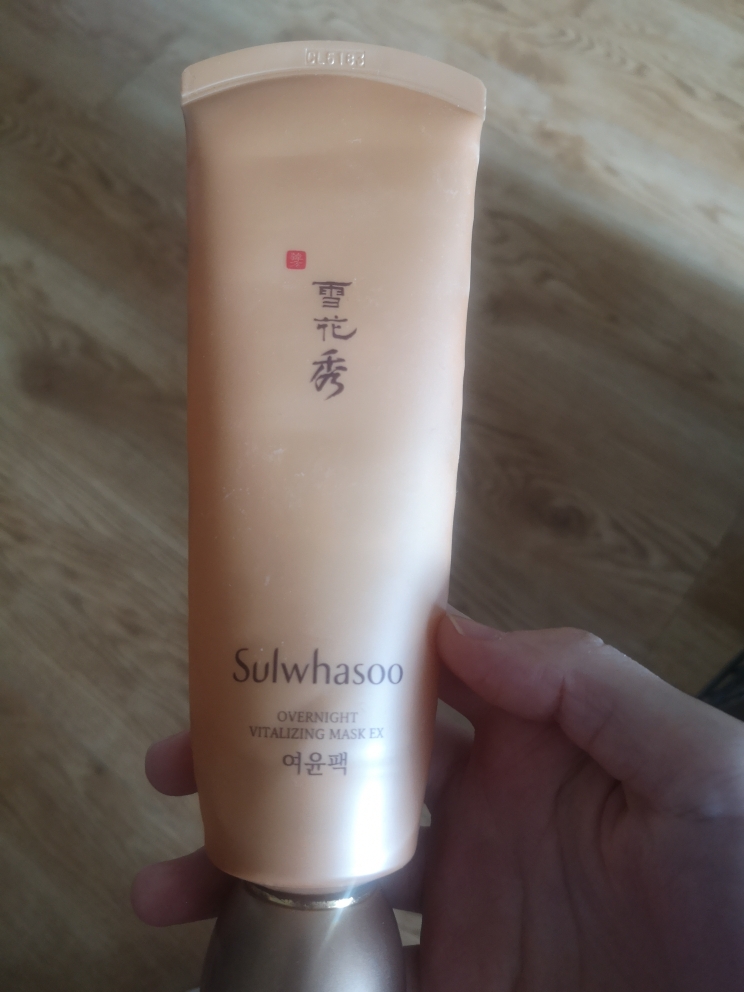 雪
花
秀
Sulwhasoo
OVERNIGHT
VITALIZING MASK EX
여윤팩